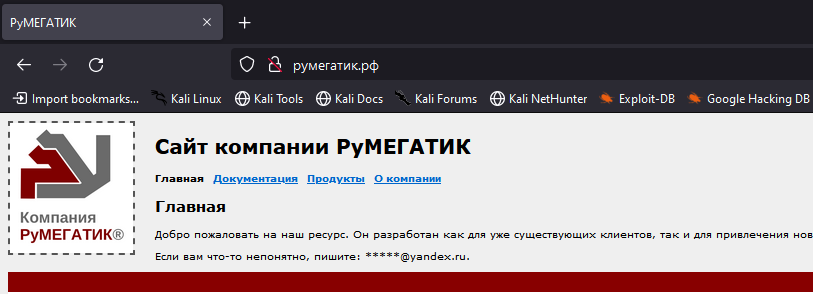 РуМЕГАТИК
румегатик.рф
Import bookmarks... Kali Linux Kali Tools Kali Docs Kali Forums Kali NetHunter Exploit-DB Google Hacking DB
Сайт компании РуМЕГАТИК
Главная Документация Продукты О компании
Компания
РуМЕГАТИК®
Главная
Добро пожаловать на наш ресурс. Он разработан как для уже существующих клиентов, так и для привлечения нов
Если вам что-то непонятно, пишите: *****@yandex.ru.